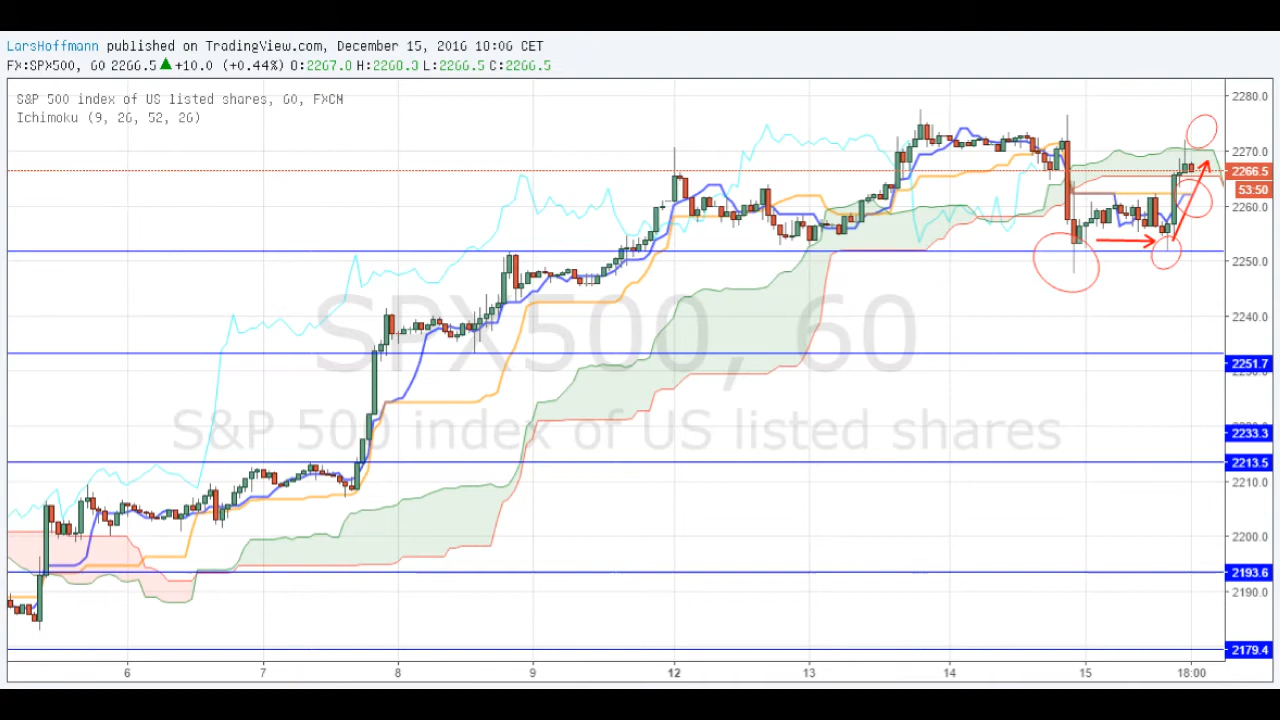 LarsHoffmann published on TradingView.com, December 15, 2016 10:06 CET
FX:SPX500, 60 2266.5 ▲ +10.0 (+0.44%) O:2267.0 H:2260.3 L:2266.5 C:2266.5
S&P 500 index of US listed shares, 60, FXCM
Ichimoku (9, 26, 52, 26)
SPX500, 60
S&P 500 index of US listed shares
2280.0
2270.0
2266.5
53:50
2260.0
2250.0
2240.0
2251.7
2233.3
2213.5
2210.0
2200.0
2193.6
2190.0
2179.4
6 7 8 9 12 13 14 15 18:00